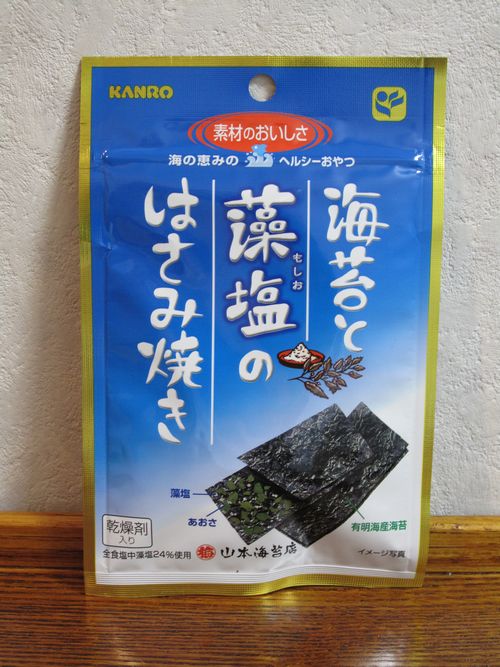 KANRO
素材のおいしさ
海の恵みの ヘルシーおやつ
海苔と
藻塩の
もしお
はさみ焼き
藻塩
あおさ
有明海産海苔
乾燥剤
入り
全食塩中藻塩24%使用
山本海苔店
イメージ写真